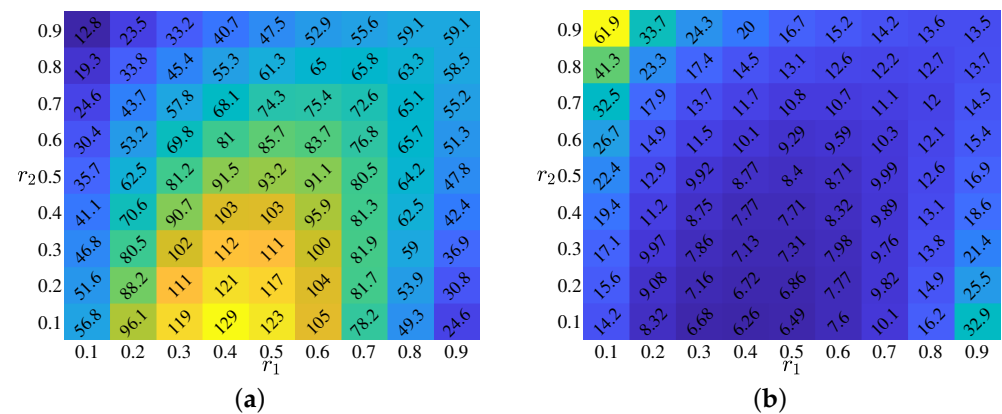 0.9 12.8 23.5 33.2 40.7 47.5 52.9 55.6 59.1 59.1
0.8 19.3 33.8 45.4 55.3 61.3 65 65.8 63.3 58.5
0.7 24.6 43.7 57.8 68.1 74.3 75.4 72.6 65.1 55.2
0.6 30.4 53.2 69.8 81 85.7 83.7 76.8 65.7 51.3
r2 0.5 35.7 62.5 81.2 91.5 93.2 91.1 80.5 64.2 47.8
0.4 41.1 70.6 90.7 103 103 95.9 81.3 62.5 42.4
0.3 46.8 80.5 102 112 111 100 81.9 59 36.9
0.2 51.6 88.2 111 121 117 104 81.7 53.9 30.8
0.1 56.8 96.1 119 129 123 105 78.2 49.3 24.6
0.1 0.2 0.3 0.4 0.5 0.6 0.7 0.8 0.9
r1
(a)
0.9 61.9 33.7 24.3 20 16.7 15.2 14.2 13.6 13.5
0.8 41.3 23.3 17.4 14.5 13.1 12.6 12.2 12.7 13.7
0.7 32.5 17.9 13.7 11.7 10.8 10.7 11.1 12 14.5
0.6 26.7 14.9 11.5 10.1 9.29 9.59 10.3 12.1 15.4
r2 0.5 22.4 12.9 9.92 8.77 8.4 8.71 9.99 12.6 16.9
0.4 19.4 11.2 8.75 7.77 7.71 8.32 9.89 13.1 18.6
0.3 17.1 9.97 7.86 7.13 7.31 7.98 9.76 13.8 21.4
0.2 15.6 9.08 7.16 6.72 6.86 7.77 9.82 14.9 25.5
0.1 14.2 8.32 6.68 6.26 6.49 7.6 10.1 16.2 32.9
0.1 0.2 0.3 0.4 0.5 0.6 0.7 0.8 0.9
r1
(b)